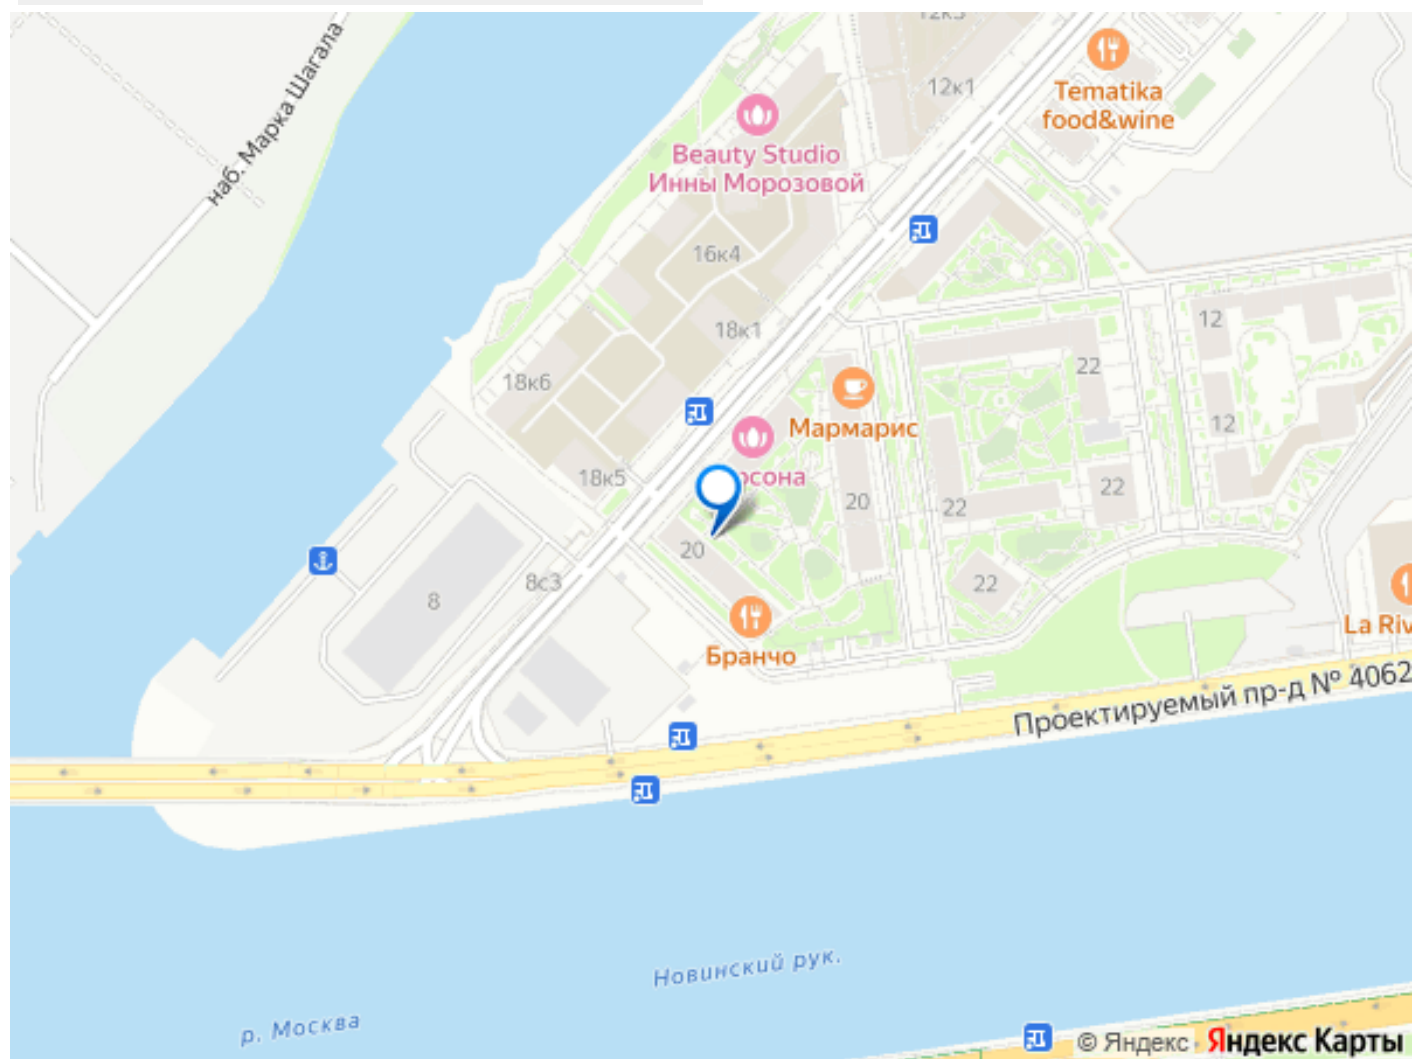 наб. Марка Шагала
12к3
12к1
Tematika
food&wine
Beauty Studio
Инны Морозовой
16к4
18к1
18к6
12
22
Мармарис
12
18к5
20
22
22
20
8с3
8
22
Бранчо
La Riv
Проектируемый пр-д № 4062
Новинский рук.
р. Москва
© Яндекс
Яндекс Карты